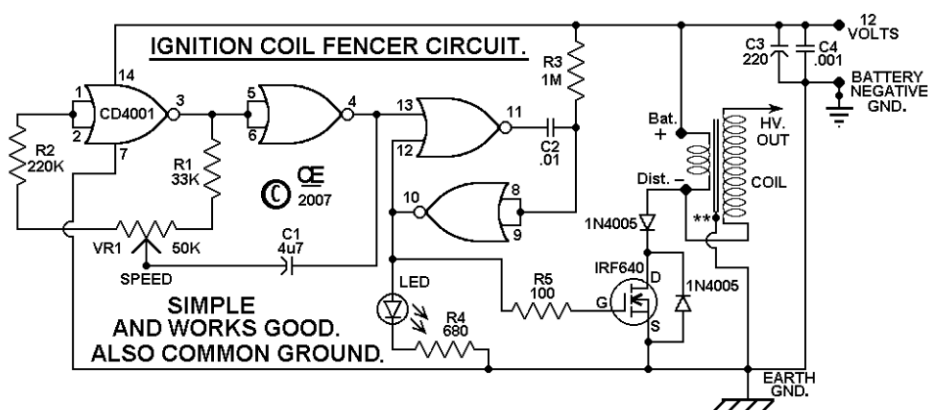 IGNITION COIL FENCER CIRCUIT.
12
VOLTS
C3
220
C4
.001
BATTERY
NEGATIVE
GND.
14
1
2
CD4001
3
7
5
6
4
13
12
11
R3
1M
C2
.01
R2
220K
R1
33K
© OE
2007
10
8
9
Bat.
+
Dist. -
HV.
OUT
COIL
**
1N4005
VR1
50K
SPEED
C1
4u7
LED
R4
680
R5
100
IRF640
G
D
S
1N4005
SIMPLE
AND WORKS GOOD.
ALSO COMMON GROUND.
EARTH
GND.